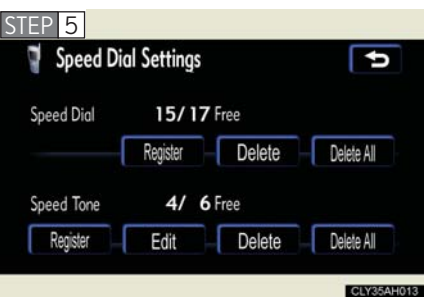 STEP 5
Speed Dial Settings
Speed Dial 15/17 Free
Register Delete Delete All
Speed Tone 4/ 6 Free
Register Edit Delete Delete All
CLY35AH013